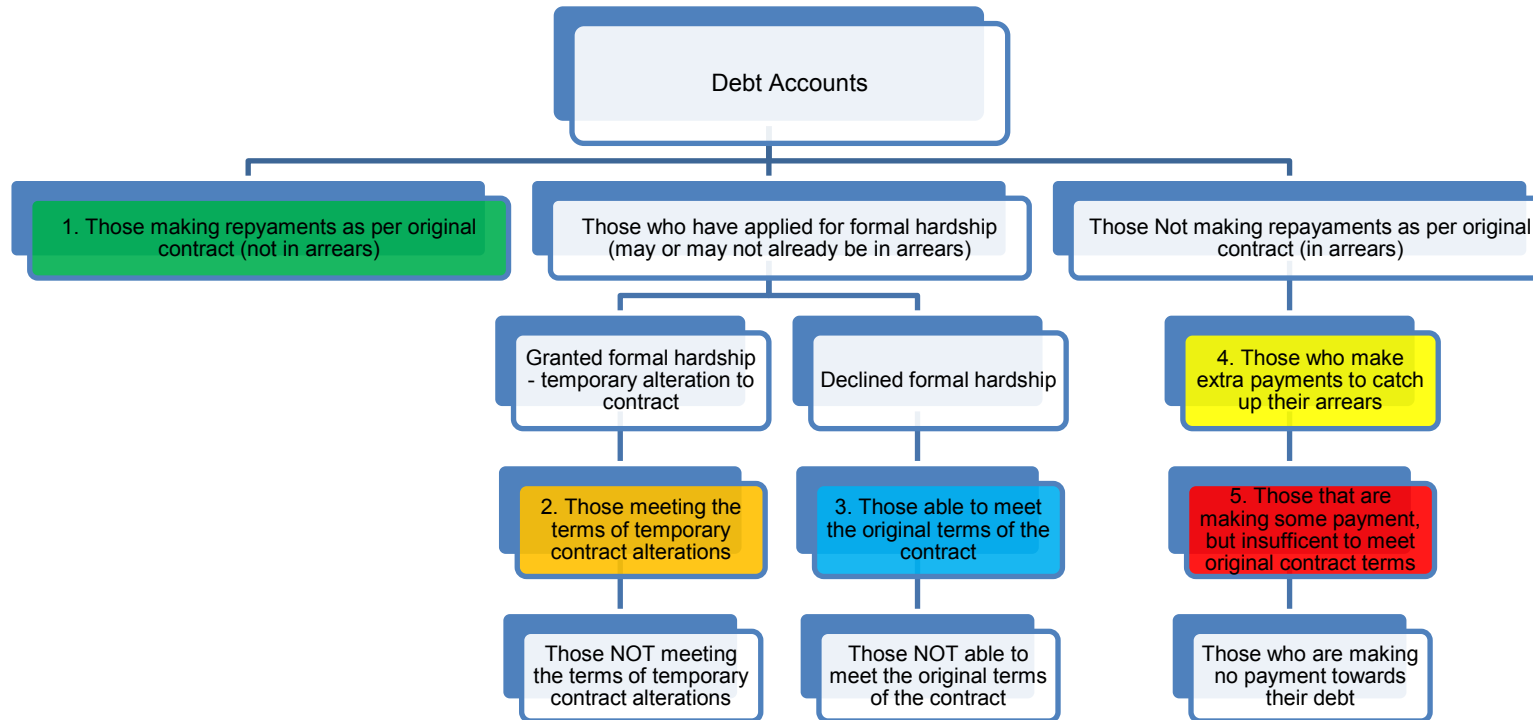 Debt Accounts
1. Those making repyaments as per original
contract (not in arrears)
Those who have applied for formal hardship
(may or may not already be in arrears)
Those Not making repayaments as per original
contract (in arrears)
Granted formal hardship
- temporary alteration to
contract
Declined formal hardship
4. Those who make
extra payments to catch
up their arrears
2. Those meeting the
terms of temporary
contract alterations
3. Those able to meet
the original terms of the
contract
5. Those that are
making some payment,
but insufficent to meet
original contract terms
Those NOT meeting
the terms of temporary
contract alterations
Those NOT able to
meet the original terms
of the contract
Those who are making
no payment towards
their debt